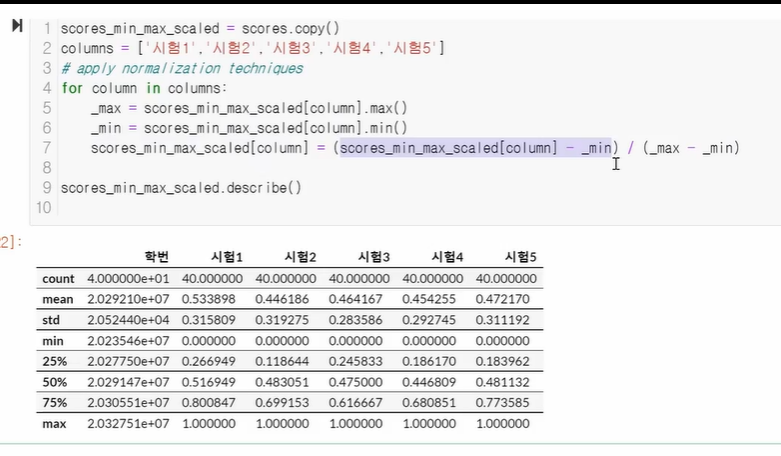 1 scores_min_max_scaled = scores.copy()
2 columns = ['시험1','시험2','시험3','시험4','시험5']
3 # apply normalization techniques
4 for column in columns:
5 _max = scores_min_max_scaled[column].max()
6 _min = scores_min_max_scaled[column].min()
7 scores_min_max_scaled[column] = (scores_min_max_scaled[column] - _min) / (_max - _min)
8
9 scores_min_max_scaled.describe()
10
2]:
학번 시험1 시험2 시험3 시험4 시험5
count 4.000000e+01 40.000000 40.000000 40.000000 40.000000 40.000000
mean 2.029210e+07 0.533898 0.446186 0.464167 0.454255 0.472170
std 2.052440e+04 0.315809 0.319275 0.283586 0.292745 0.311192
min 2.023546e+07 0.000000 0.000000 0.000000 0.000000 0.000000
25% 2.027750e+07 0.266949 0.118644 0.245833 0.186170 0.183962
50% 2.029147e+07 0.516949 0.483051 0.475000 0.446809 0.481132
75% 2.030551e+07 0.800847 0.699153 0.616667 0.680851 0.773585
max 2.032751e+07 1.000000 1.000000 1.000000 1.000000 1.000000